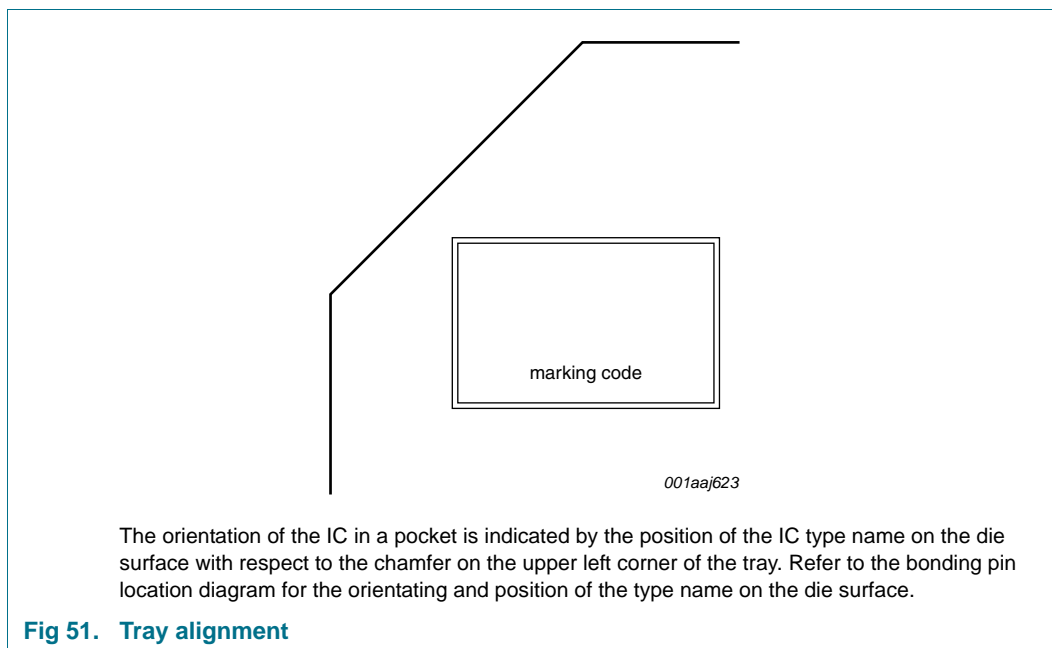 marking code
001aaj623
The orientation of the IC in a pocket is indicated by the position of the IC type name on the die
surface with respect to the chamfer on the upper left corner of the tray. Refer to the bonding pin
location diagram for the orientating and position of the type name on the die surface.
Fig 51. Tray alignment